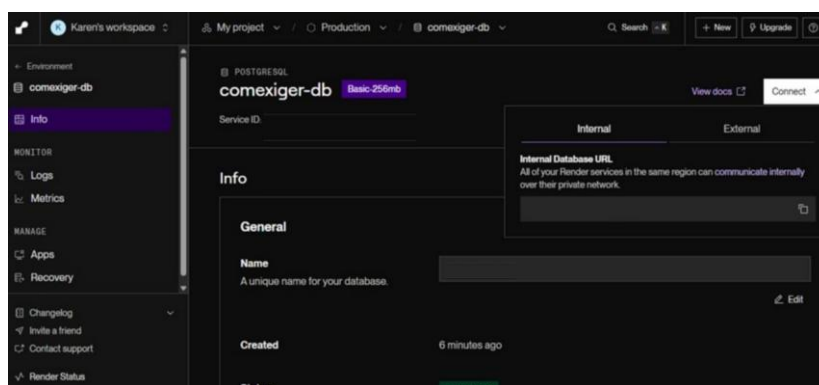 K Karen's workspace
My project / Production / comexiger-db
Search K
+ New
Upgrade
← Environment
comexiger-db
Info
MONITOR
Logs
Metrics
MANAGE
Apps
Recovery
Changelog
Invite a friend
Contact support
Render Status
POSTGRESQL
comexiger-db Basic-256mb
View docs
Connect
Service ID:
Internal External
Internal Database URL
All of your Render services in the same region can communicate internally
over their private network.
Info
General
Name
A unique name for your database.
Edit
Created 6 minutes ago